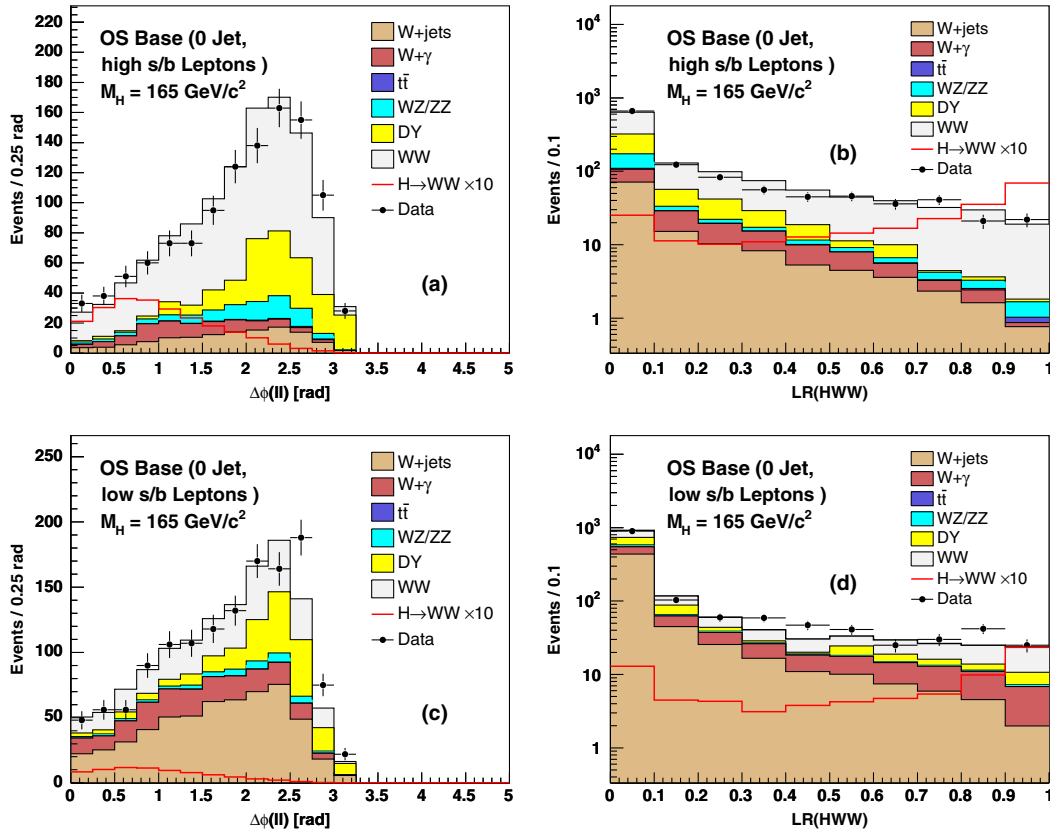 OS Base (0 Jet,
high s/b Leptons )
M_H = 165 GeV/c²
W+jets
W+γ
tt̄
WZ/ZZ
DY
WW
H→WW ×10
Data
(a)
Events / 0.25 rad
220
200
180
160
140
120
100
80
60
40
20
0
0 0.5 1 1.5 2 2.5 3 3.5 4 4.5 5
Δϕ(ll) [rad]
OS Base (0 Jet,
high s/b Leptons )
M_H = 165 GeV/c²
W+jets
W+γ
tt̄
WZ/ZZ
DY
WW
H→WW ×10
Data
(b)
Events / 0.1
10⁴
10³
10²
10
1
0 0.1 0.2 0.3 0.4 0.5 0.6 0.7 0.8 0.9 1
LR(HWW)
OS Base (0 Jet,
low s/b Leptons )
M_H = 165 GeV/c²
W+jets
W+γ
tt̄
WZ/ZZ
DY
WW
H→WW ×10
Data
(c)
Events / 0.25 rad
250
200
150
100
50
0
0 0.5 1 1.5 2 2.5 3 3.5 4 4.5 5
Δϕ(ll) [rad]
OS Base (0 Jet,
low s/b Leptons )
M_H = 165 GeV/c²
W+jets
W+γ
tt̄
WZ/ZZ
DY
WW
H→WW ×10
Data
(d)
Events / 0.1
10⁴
10³
10²
10
1
0 0.1 0.2 0.3 0.4 0.5 0.6 0.7 0.8 0.9 1
LR(HWW)